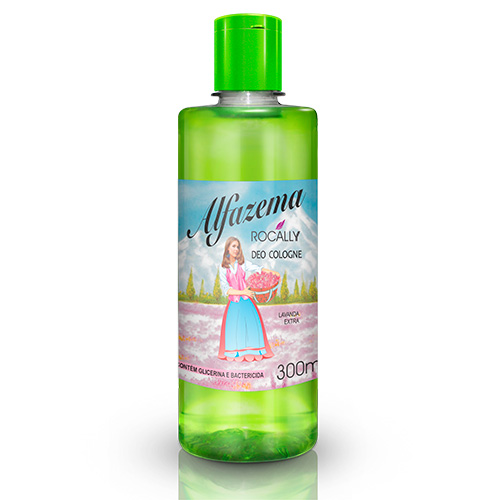 Alfazema
ROCALLY
DEO COLOGNE
LAVANDA
EXTRA
CONTÉM GLICERINA E BACTERICIDA
300m